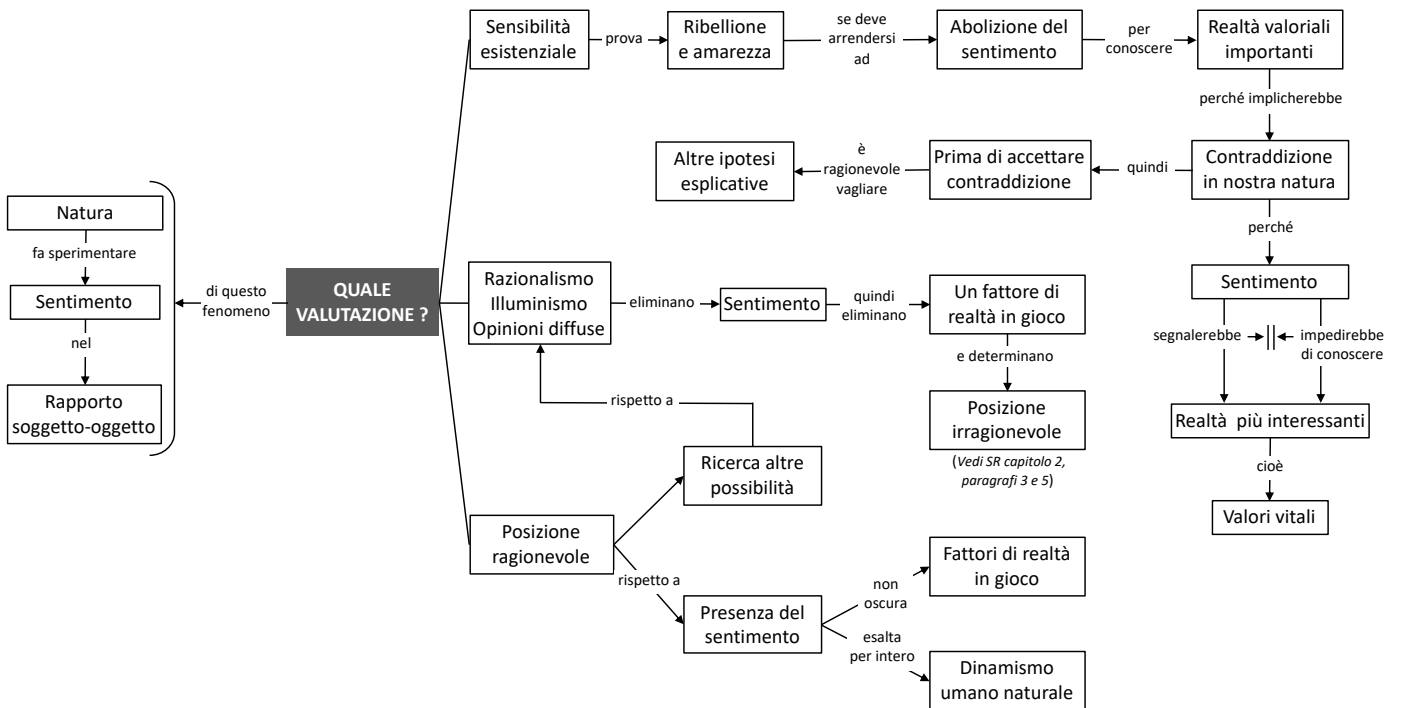 Natura
fa sperimentare
Sentimento
nel
Rapporto
soggetto-oggetto
di questo
fenomeno
QUALE
VALUTAZIONE ?
Sensibilità
esistenziale
prova
Ribellione
e amarezza
se deve
arrendersi
ad
Abolizione del
sentimento
per
conoscere
Realtà valoriali
importanti
perché implicherebbe
Contraddizione
in nostra natura
quindi
Prima di accettare
contraddizione
è
ragionevole
vagliare
Altre ipotesi
esplicative
perché
Sentimento
segnalerebbe
impedirebbe
di conoscere
Realtà più interessanti
cioè
Valori vitali
Razionalismo
Illuminismo
Opinioni diffuse
eliminano
Sentimento
quindi
eliminano
Un fattore di
realtà in gioco
e determinano
Posizione
irragionevole
(Vedi SR capitolo 2,
paragrafi 3 e 5)
Posizione
ragionevole
Ricerca altre
possibilità
rispetto a
rispetto a
Presenza del
sentimento
non
oscura
Fattori di realtà
in gioco
esalta
per intero
Dinamismo
umano naturale